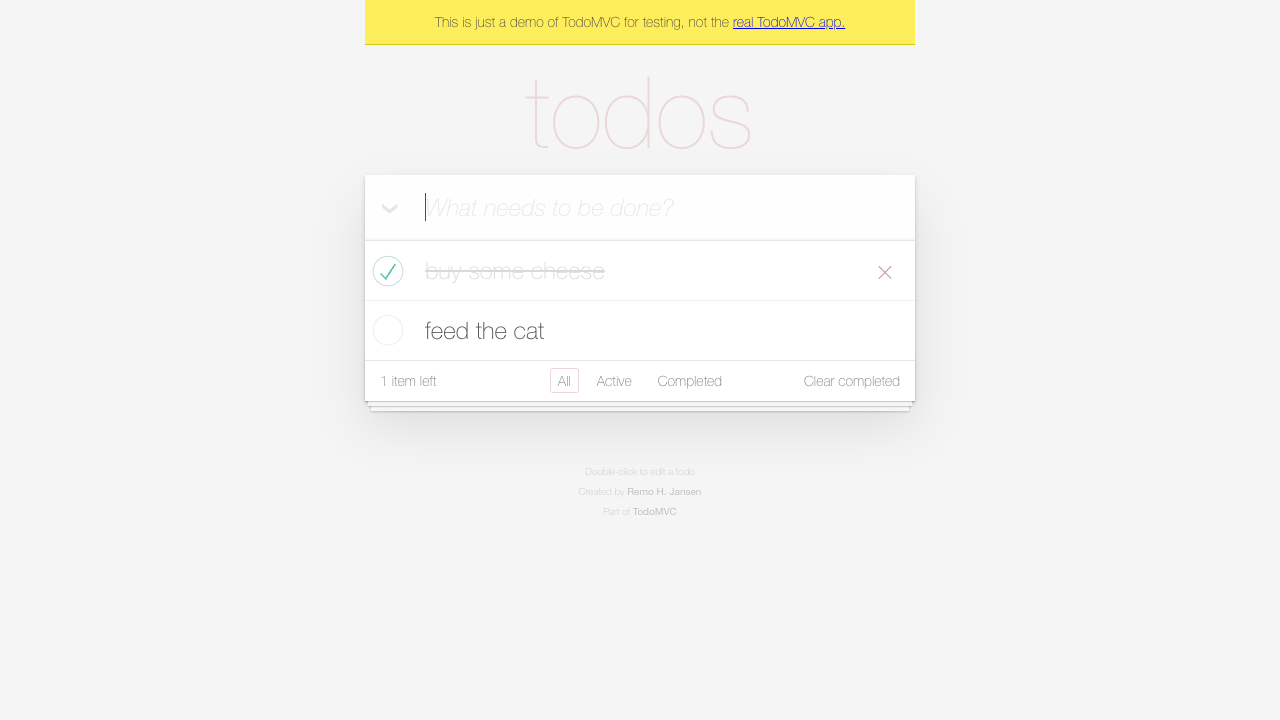 This is just a demo of TodoMVC for testing, not the real TodoMVC app.
todos
What needs to be done?
buy some cheese
feed the cat
1 item left All Active Completed Clear completed
Double-click to edit a todo
Created by Remo H. Jansen
Part of TodoMVC